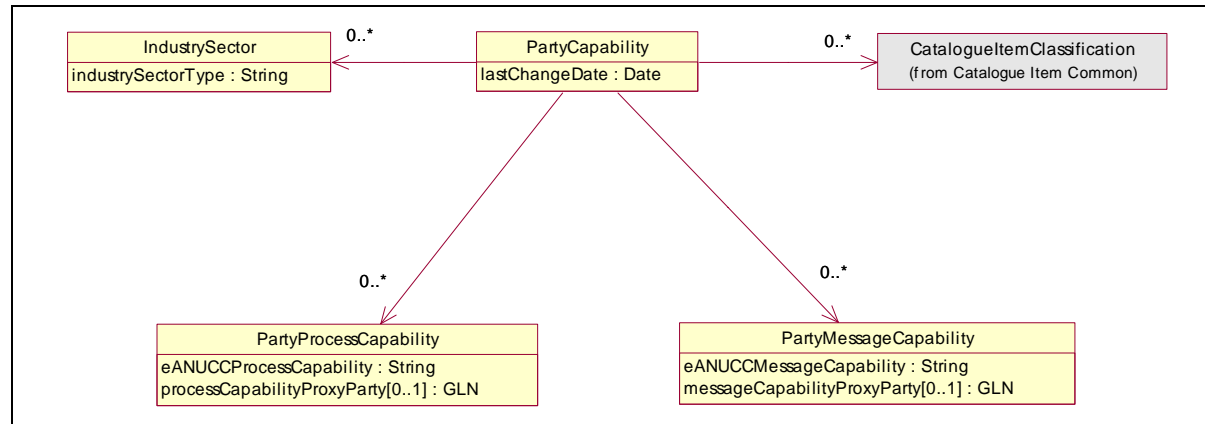 IndustrySector
industrySectorType : String
0..*
PartyCapability
lastChangeDate : Date
0..*
CatalogueItemClassification
(from Catalogue Item Common)
0..*
0..*
PartyProcessCapability
eANUCCProcessCapability : String
processCapabilityProxyParty[0..1] : GLN
PartyMessageCapability
eANUCCMessageCapability : String
messageCapabilityProxyParty[0..1] : GLN